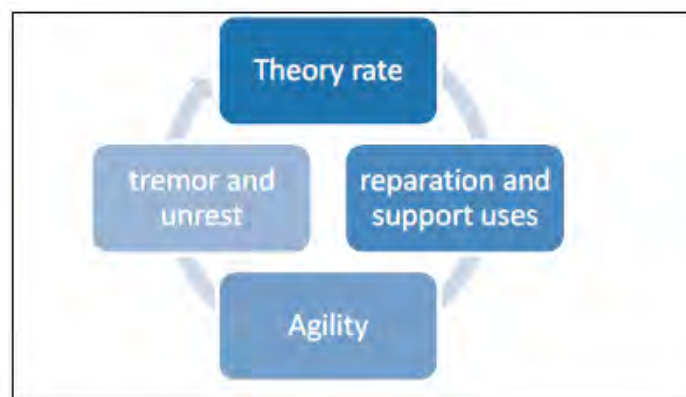 Theory rate
reparation and
support uses
Agility
tremor and
unrest